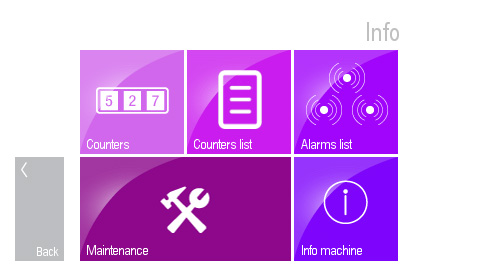 Info
5 2 7
Counters
Counters list
Alarms list
Back
Maintenance
Info machine